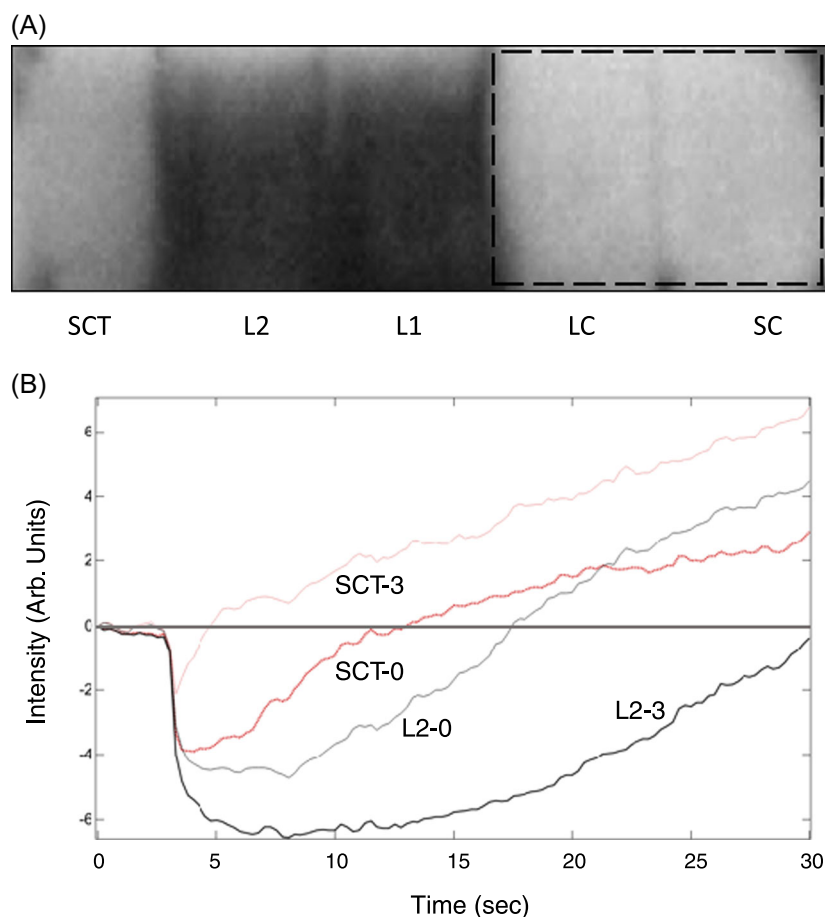 (A)
SCT L2 L1 LC SC
(B)
Intensity (Arb. Units)
6
4
2
0
-2
-4
-6
SCT-3
SCT-0
L2-0
L2-3
0 5 10 15 20 25 30
Time (sec)